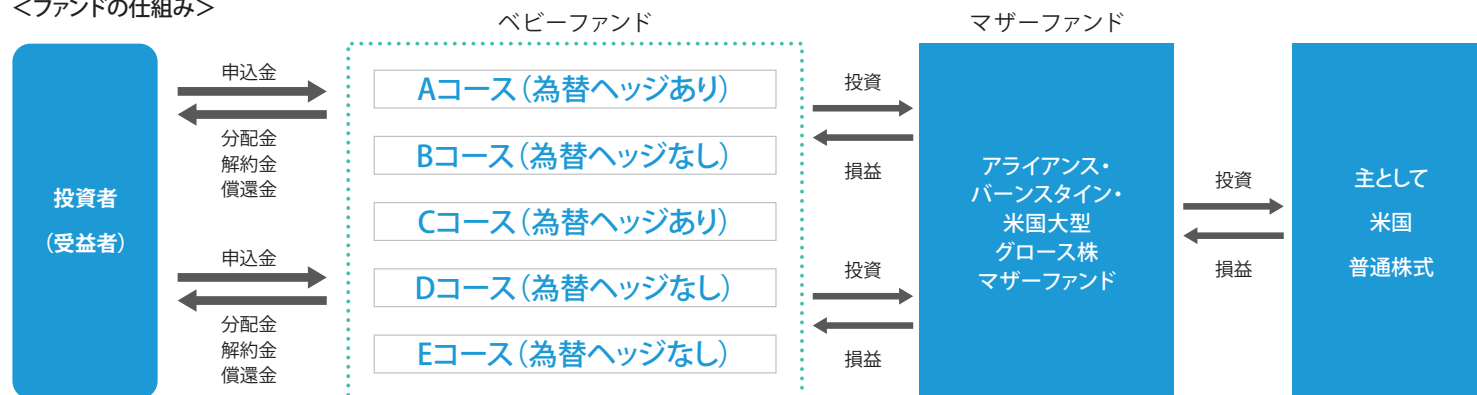 <ファンドの仕組み>
ベビーファンド
マザーファンド
投資者
（受益者）
申込金
分配金
解約金
償還金
申込金
分配金
解約金
償還金
Aコース（為替ヘッジあり）
Bコース（為替ヘッジなし）
Cコース（為替ヘッジあり）
Dコース（為替ヘッジなし）
Eコース（為替ヘッジなし）
投資
損益
投資
損益
アライアンス・
バーンスタイン・
米国大型
グロース株
マザーファンド
投資
損益
主として
米国
普通株式